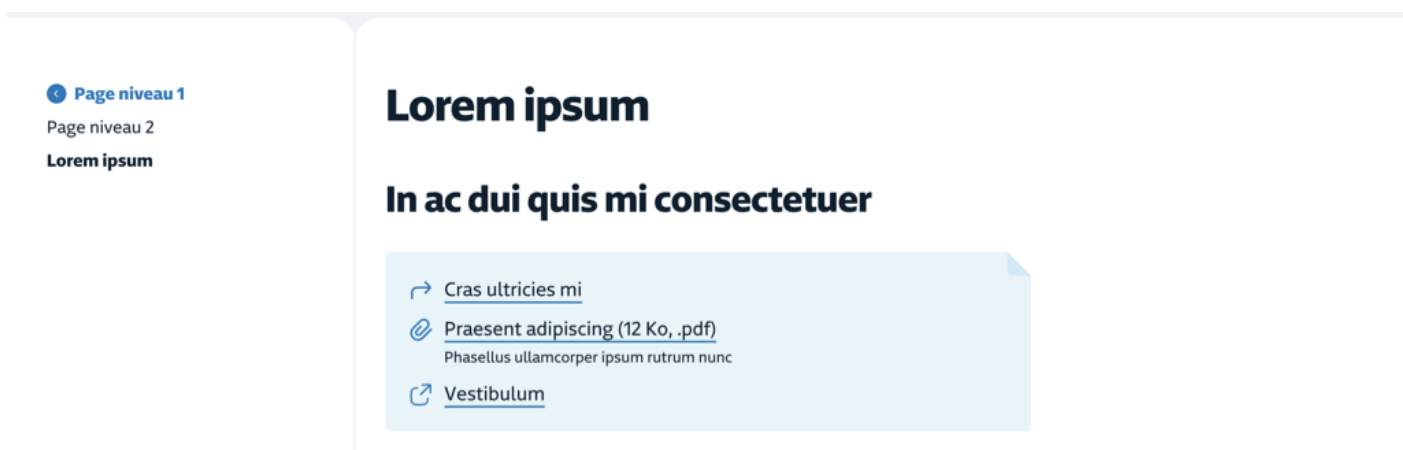 Page niveau 1
Page niveau 2
Lorem ipsum
Lorem ipsum
In ac dui quis mi consectetuer
Cras ultricies mi
Praesent adipiscing (12 Ko, .pdf)
Phasellus ullamcorper ipsum rutrum nunc
Vestibulum